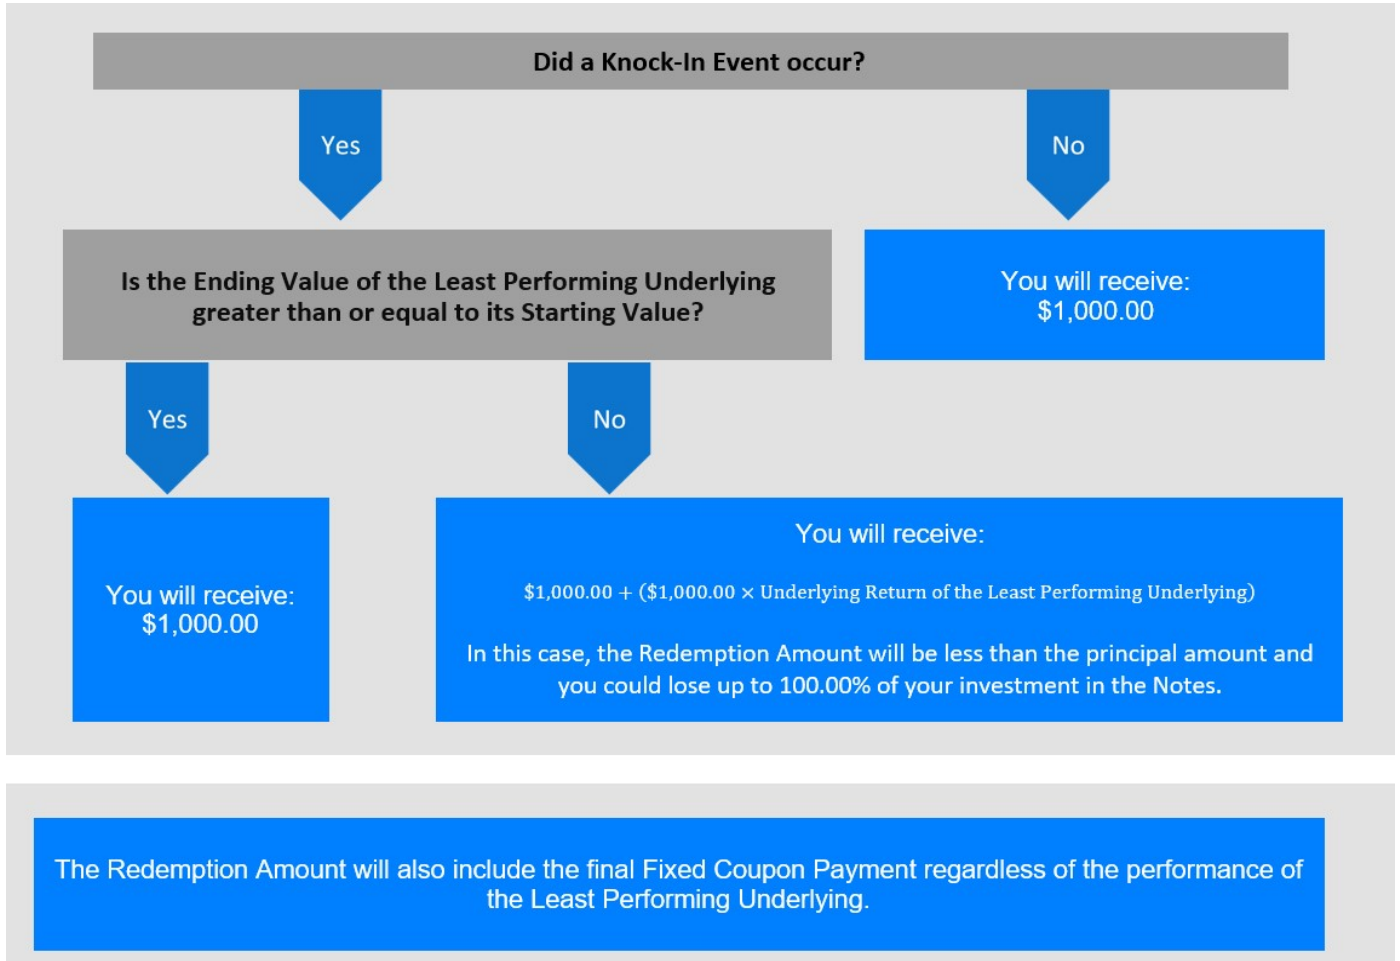 Did a Knock-In Event occur?
Yes
No
Is the Ending Value of the Least Performing Underlying
greater than or equal to its Starting Value?
You will receive:
$1,000.00
Yes
No
You will receive:
$1,000.00
You will receive:
$1,000.00 + ($1,000.00 × Underlying Return of the Least Performing Underlying)
In this case, the Redemption Amount will be less than the principal amount and
you could lose up to 100.00% of your investment in the Notes.
The Redemption Amount will also include the final Fixed Coupon Payment regardless of the performance of
the Least Performing Underlying.